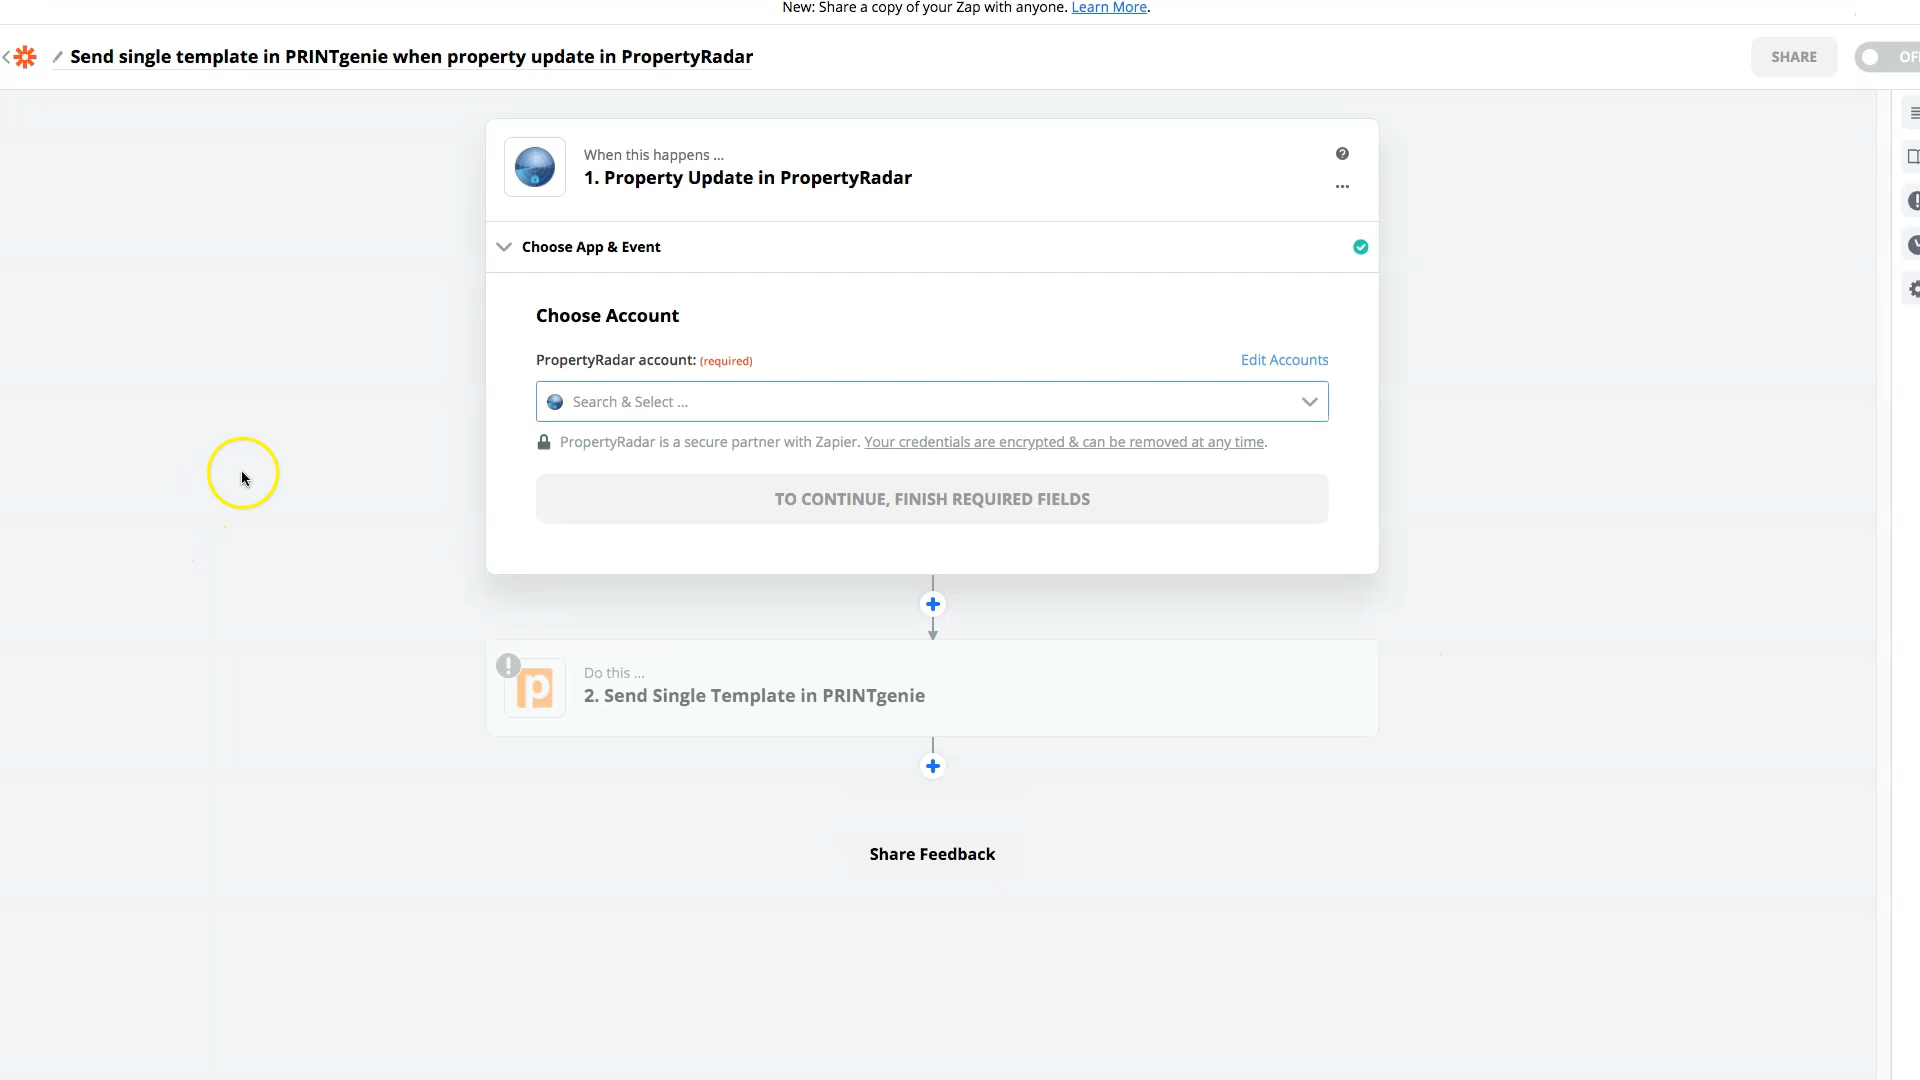 New: Share a copy of your Zap with anyone. Learn More.
Send single template in PRINTgenie when property update in PropertyRadar
SHARE
When this happens ...
1. Property Update in PropertyRadar
Choose App & Event
Choose Account
PropertyRadar account: (required)
Edit Accounts
Search & Select ...
PropertyRadar is a secure partner with Zapier. Your credentials are encrypted & can be removed at any time.
TO CONTINUE, FINISH REQUIRED FIELDS
Do this ...
2. Send Single Template in PRINTgenie
Share Feedback